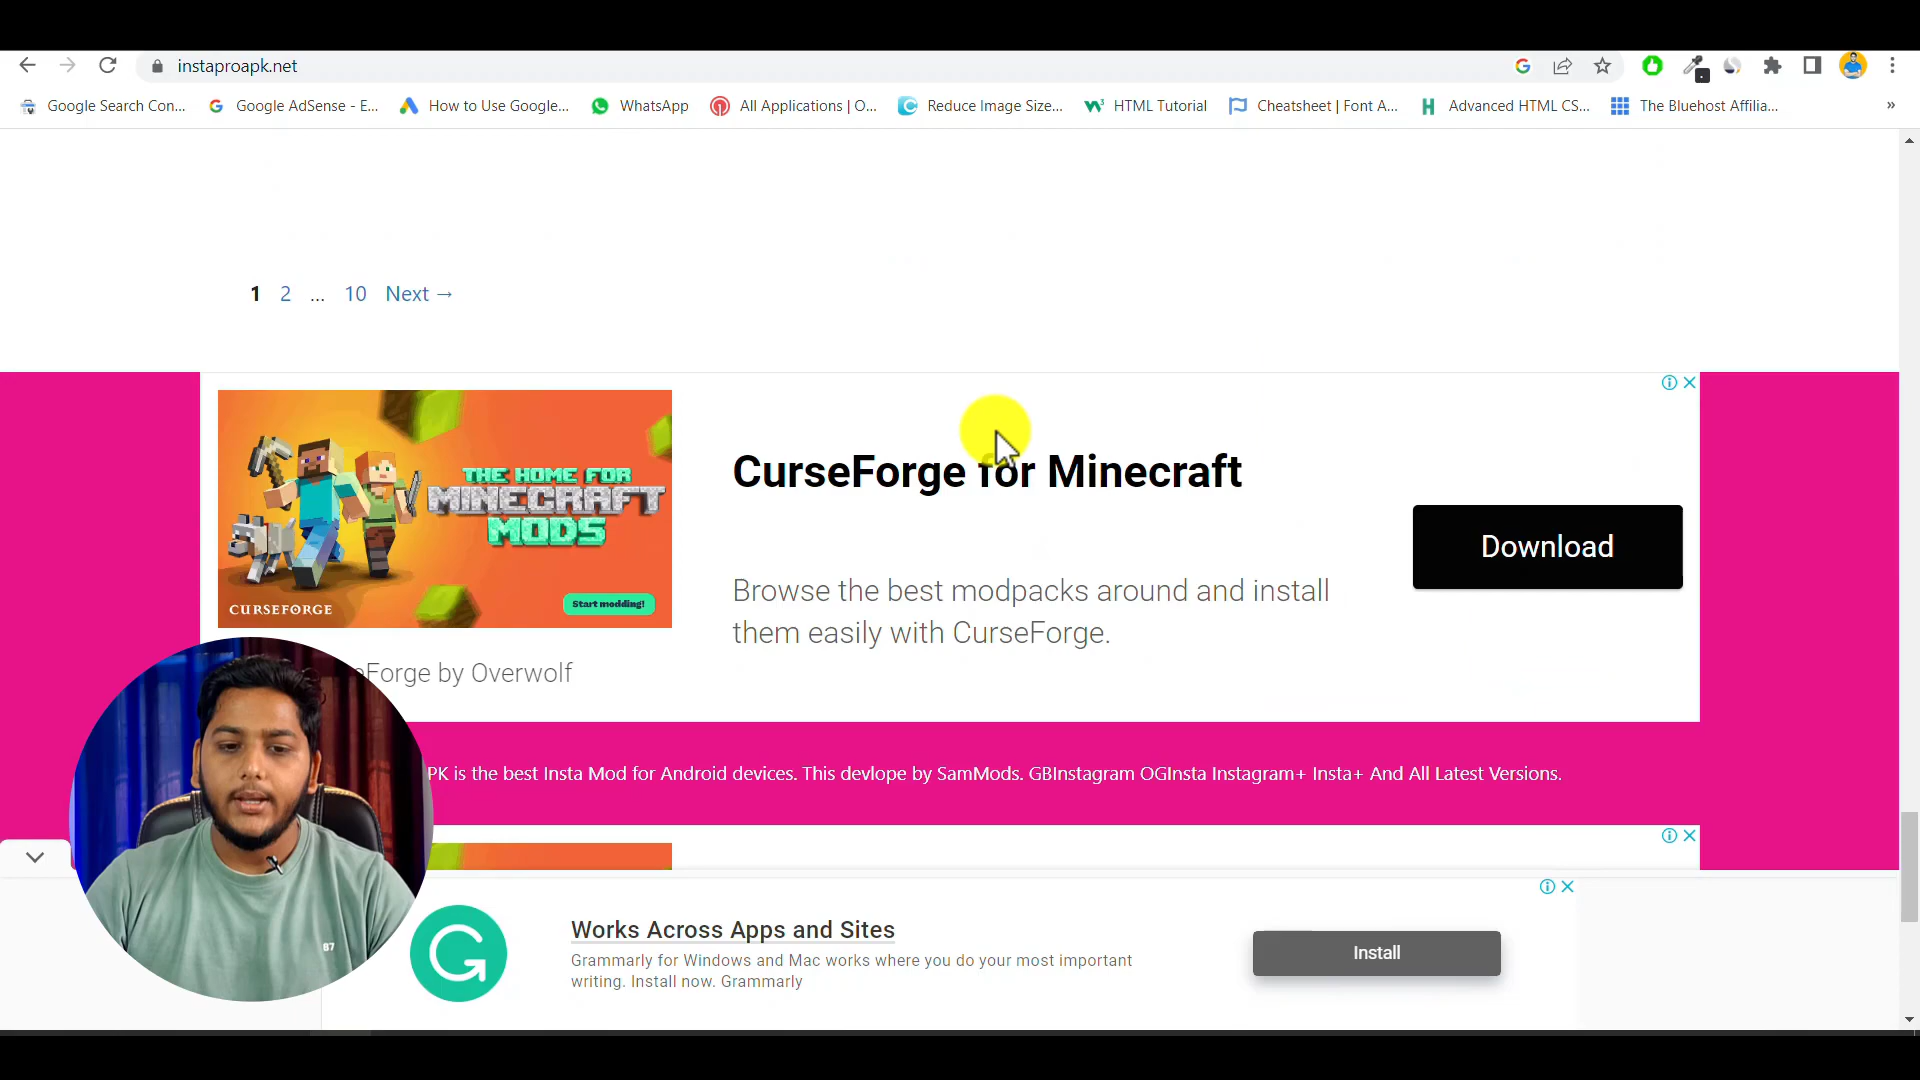 instaproapk.net
Google Search Con... Google AdSense - E... How to Use Google... WhatsApp All Applications | O... Reduce Image Size... HTML Tutorial Cheatsheet | Font A... Advanced HTML CS... The Bluehost Affilia... »
1 2 ... 10 Next →
THE HOME FOR
MINECRAFT
MODS
CURSEFORGE
Start modding!
CurseForge for Minecraft
Browse the best modpacks around and install
them easily with CurseForge.
Download
eForge by Overwolf
PK is the best Insta Mod for Android devices. This devlope by SamMods. GBInstagram OGInsta Instagram+ Insta+ And All Latest Versions.
87
Works Across Apps and Sites
Grammarly for Windows and Mac works where you do your most important
writing. Install now. Grammarly
Install